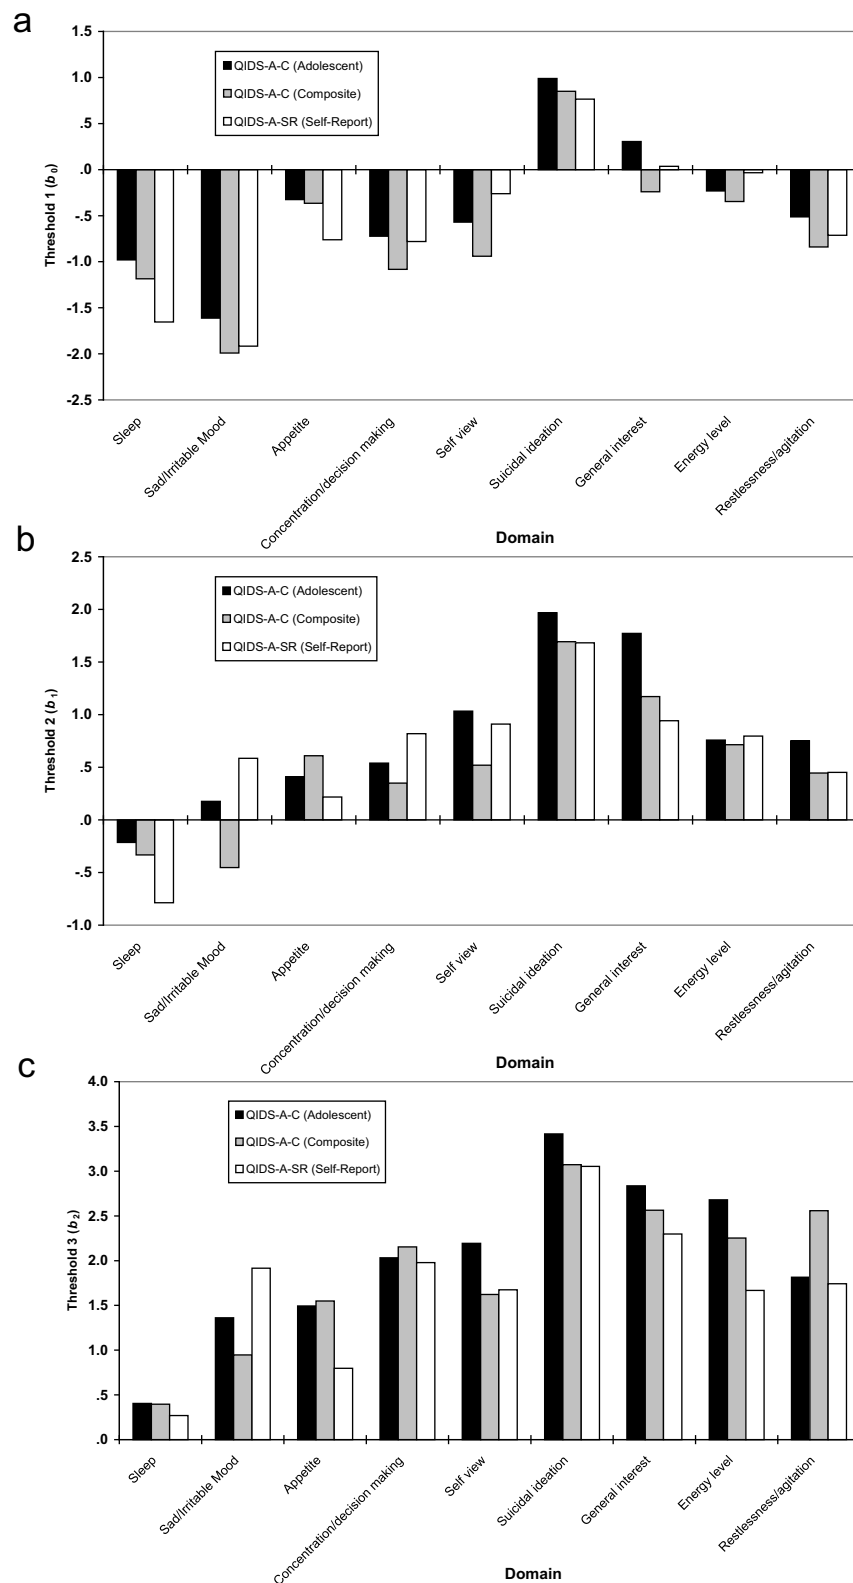 a
1.5
1.0
.5
.0
-.5
-1.0
-1.5
-2.0
-2.5
Threshold 1 (b0)
QIDS-A-C (Adolescent)
QIDS-A-C (Composite)
QIDS-A-SR (Self-Report)
Sleep
Sad/Irritable Mood
Appetite
Concentration/decision making
Self view
Suicidal ideation
General interest
Energy level
Restlessness/agitation
Domain
b
2.5
2.0
1.5
1.0
.5
.0
-.5
-1.0
Threshold 2 (b1)
QIDS-A-C (Adolescent)
QIDS-A-C (Composite)
QIDS-A-SR (Self-Report)
Sleep
Sad/Irritable Mood
Appetite
Concentration/decision making
Self view
Suicidal ideation
General interest
Energy level
Restlessness/agitation
Domain
c
4.0
3.5
3.0
2.5
2.0
1.5
1.0
.5
.0
Threshold 3 (b2)
QIDS-A-C (Adolescent)
QIDS-A-C (Composite)
QIDS-A-SR (Self-Report)
Sleep
Sad/Irritable Mood
Appetite
Concentration/decision making
Self view
Suicidal ideation
General interest
Energy level
Restlessness/agitation
Domain